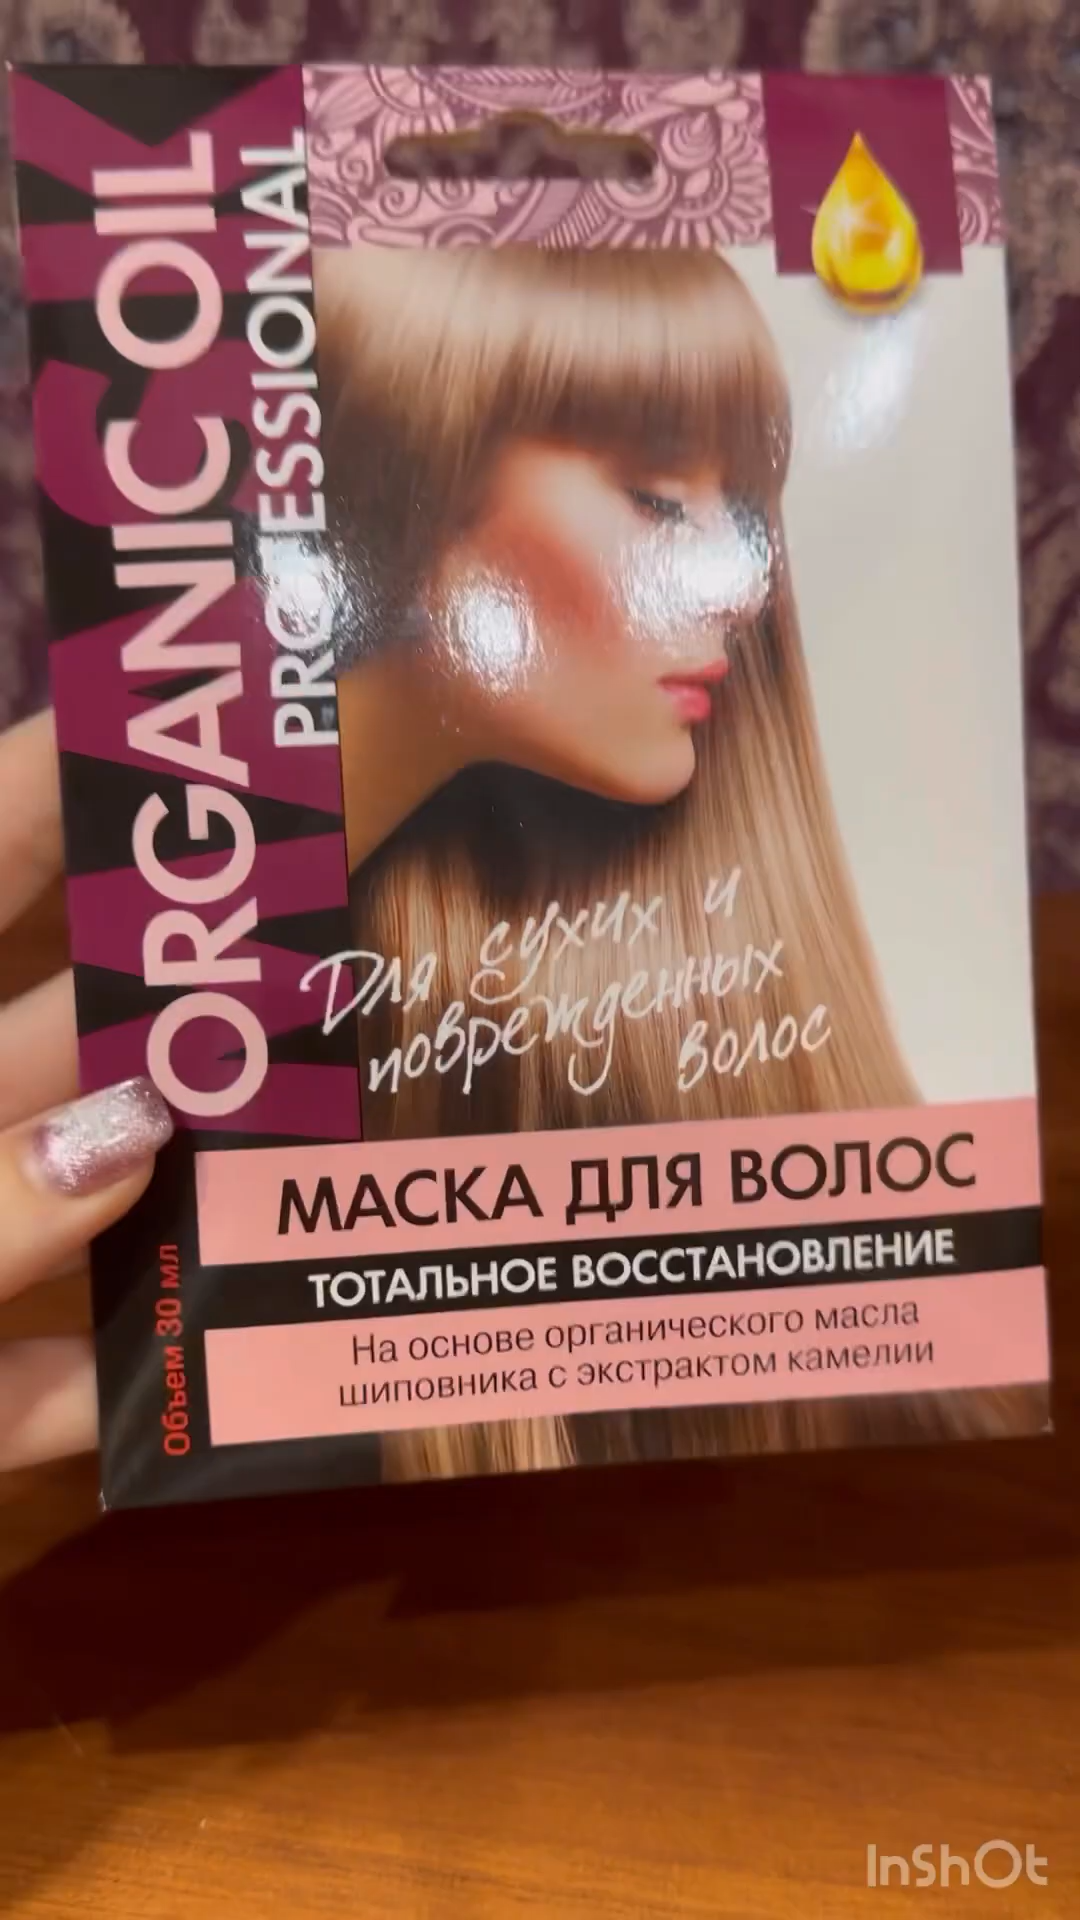 ORGANIC OIL
PROFESSIONAL
Для сухих и
поврежденных
волос
МАСКА ДЛЯ ВОЛОС
ТОТАЛЬНОЕ ВОССТАНОВЛЕНИЕ
На основе органического масла
шиповника с экстрактом камелии
Объем 30 мл
InShOt